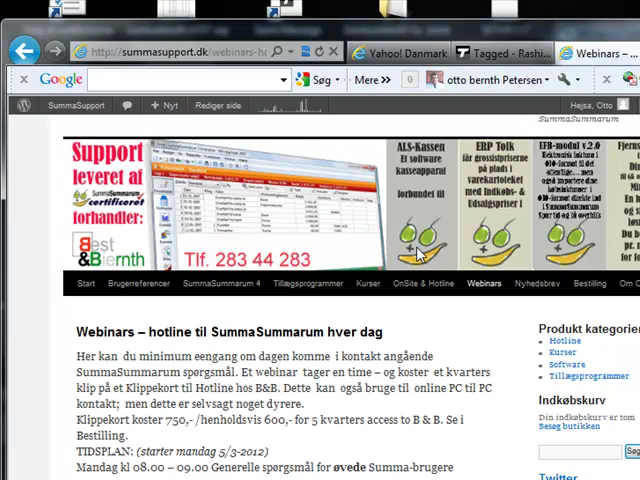 http://summasupport.dk/webinars-ho
Yahoo! Danmark
Tagged - Rashi...
Webinars – ...
Google
Søg
Mere »
0
otto bernth Petersen
SummaSupport
Nyt
Rediger side
Hejsa, Otto
SummaSummarum
Support
leveret af
SummaSummarum
certificeret
forhandler:
Best
&Biernth
Tlf. 283 44 283
ALS-Kassen
Et software
kasseapparat
forbundet til
ERP Tolk
får grossistpriserne
på plads i
varekartoteket
med Indkøbs- &
Udsalgspriser i
EFB-modul v.2.0
Fjerns
Start
Brugerreferencer
SummaSummarum 4
Tillægsprogrammer
Kurser
OnSite & Hotline
Webinars
Nyhedsbrev
Bestilling
Om C
Webinars – hotline til SummaSummarum hver dag
Her kan du minimum eengang om dagen komme i kontakt angående
SummaSummarum spørgsmål. Et webinar tager en time – og koster et kvarters
klip på et Klippekort til Hotline hos B&B. Dette kan også bruge til online PC til PC
kontakt; men dette er selvsagt noget dyrere.
Klippekort koster 750,- /henholdsvis 600,- for 5 kvarters access to B & B. Se i
Bestilling.
TIDSPLAN: (starter mandag 5/3-2012)
Mandag kl 08.00 – 09.00 Generelle spørgsmål for øvede Summa-brugere
Produkt kategorier
Hotline
Kurser
Software
Tillægsprogrammer
Indkøbskurv
Din indkøbskurv er tom
Besøg butikken
Søg
Twitter